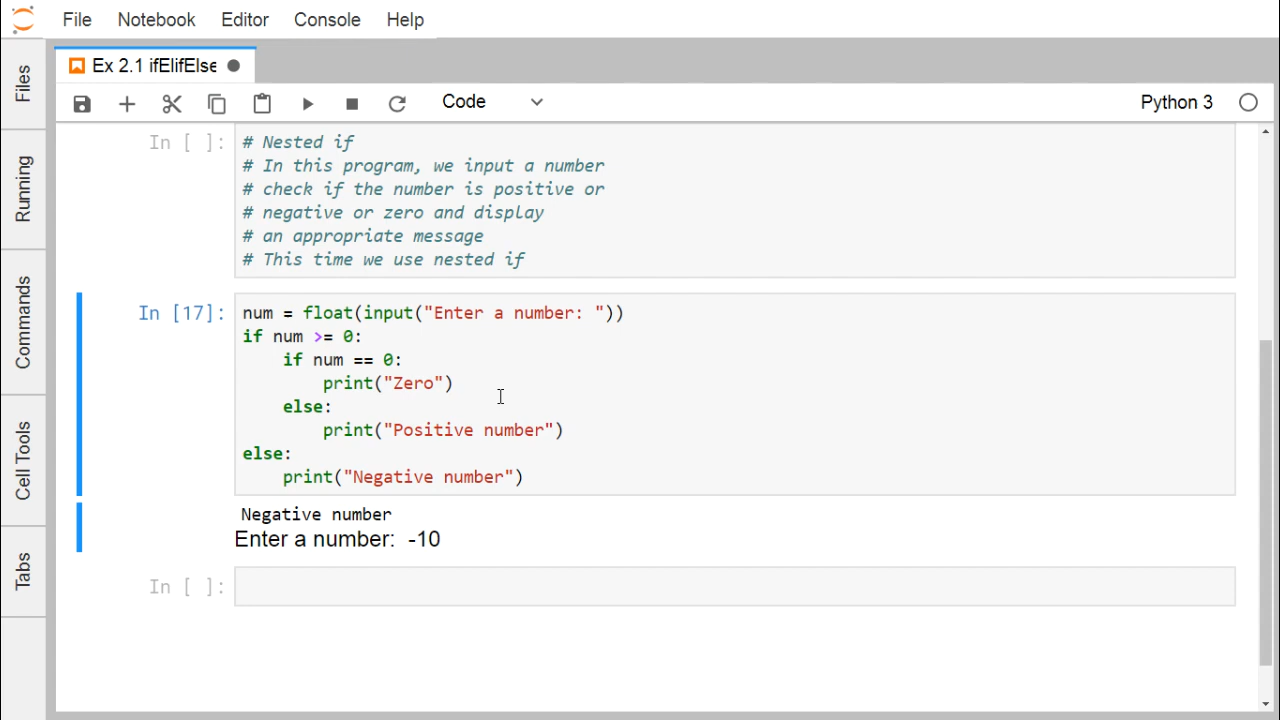 File Notebook Editor Console Help
Ex 2.1 ifElifElse
Code Python 3
Files
Running
Commands
Cell Tools
Tabs
In [ ]:
# Nested if
# In this program, we input a number
# check if the number is positive or
# negative or zero and display
# an appropriate message
# This time we use nested if
In [17]:
num = float(input("Enter a number: "))
if num >= 0:
    if num == 0:
        print("Zero")
    else:
        print("Positive number")
else:
    print("Negative number")
Negative number
Enter a number:  -10
In [ ]: